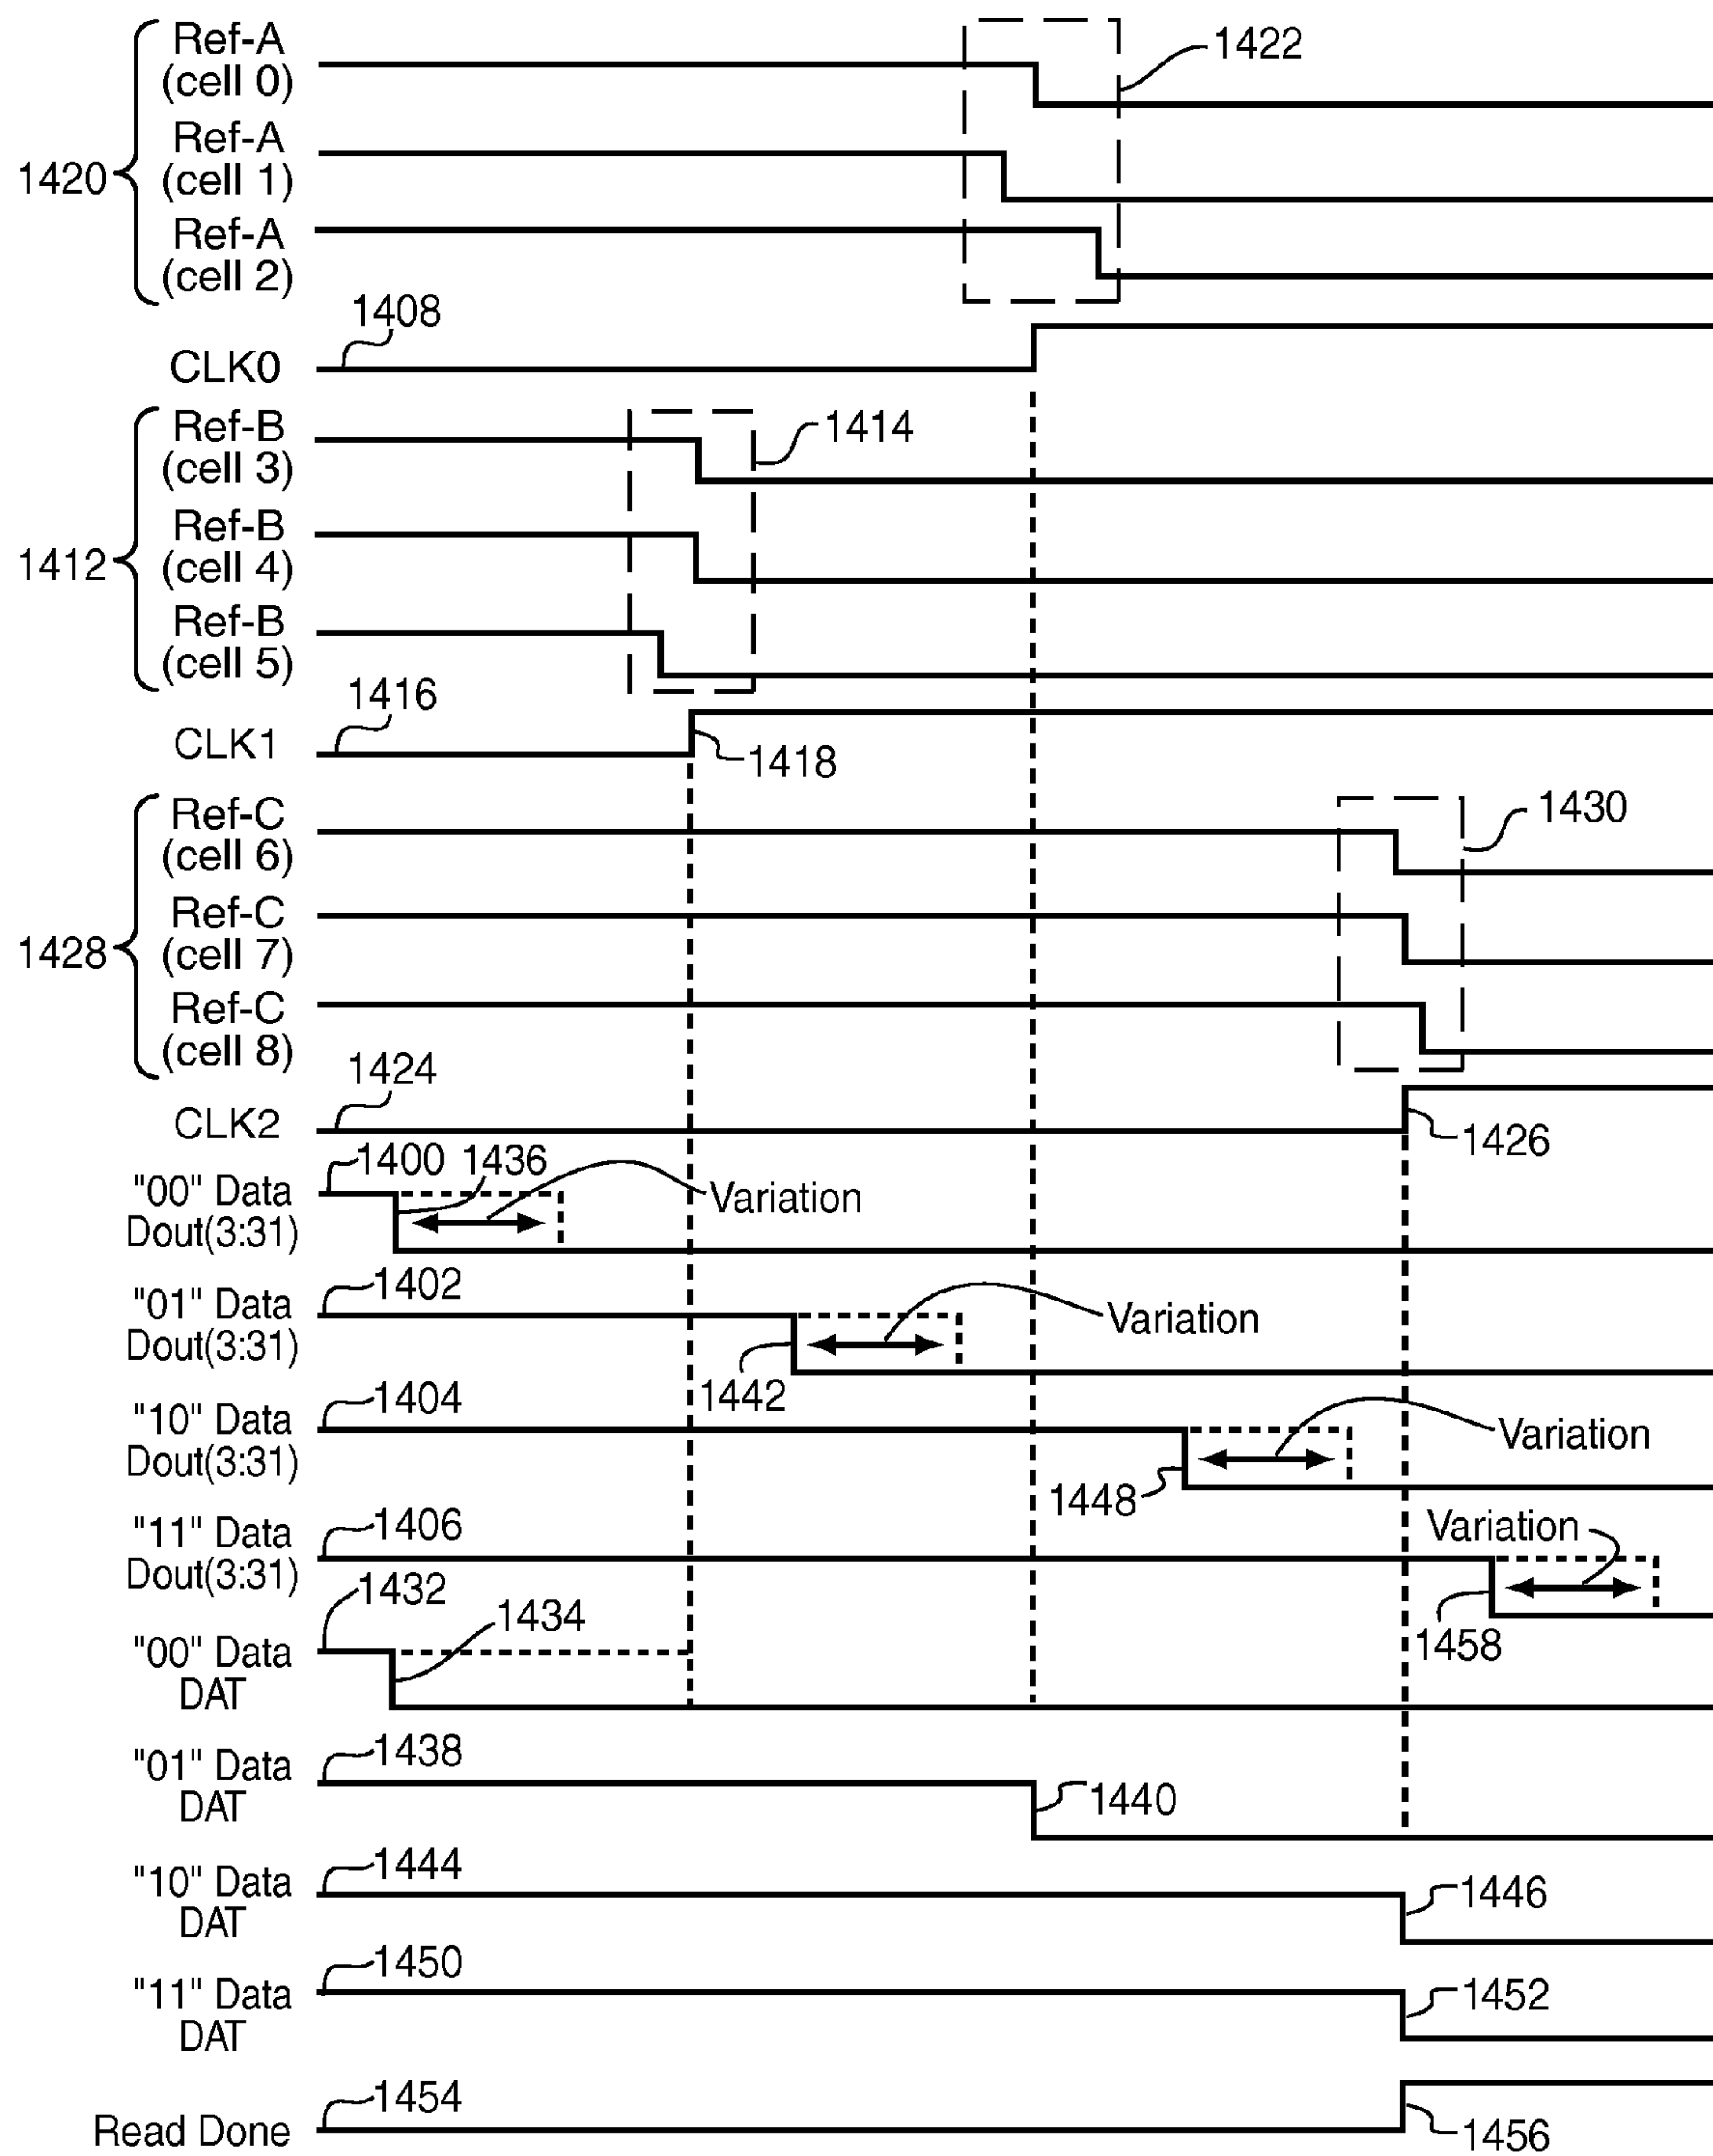 Ref-A
(cell 0)
1422
Ref-A
(cell 1)
1420
Ref-A
(cell 2)
1408
CLK0
Ref-B
(cell 3)
1414
Ref-B
(cell 4)
1412
Ref-B
(cell 5)
1416
CLK1
1418
Ref-C
(cell 6)
1430
Ref-C
(cell 7)
1428
Ref-C
(cell 8)
1424
CLK2
1426
1400 1436
"00" Data
Dout(3:31)
Variation
1402
"01" Data
Dout(3:31)
Variation
1442
1404
"10" Data
Dout(3:31)
Variation
1448
1406
"11" Data
Dout(3:31)
Variation
1458
1432
1434
"00" Data
DAT
1438
"01" Data
DAT
1440
1444
"10" Data
DAT
1446
1450
"11" Data
DAT
1452
1454
Read Done
1456